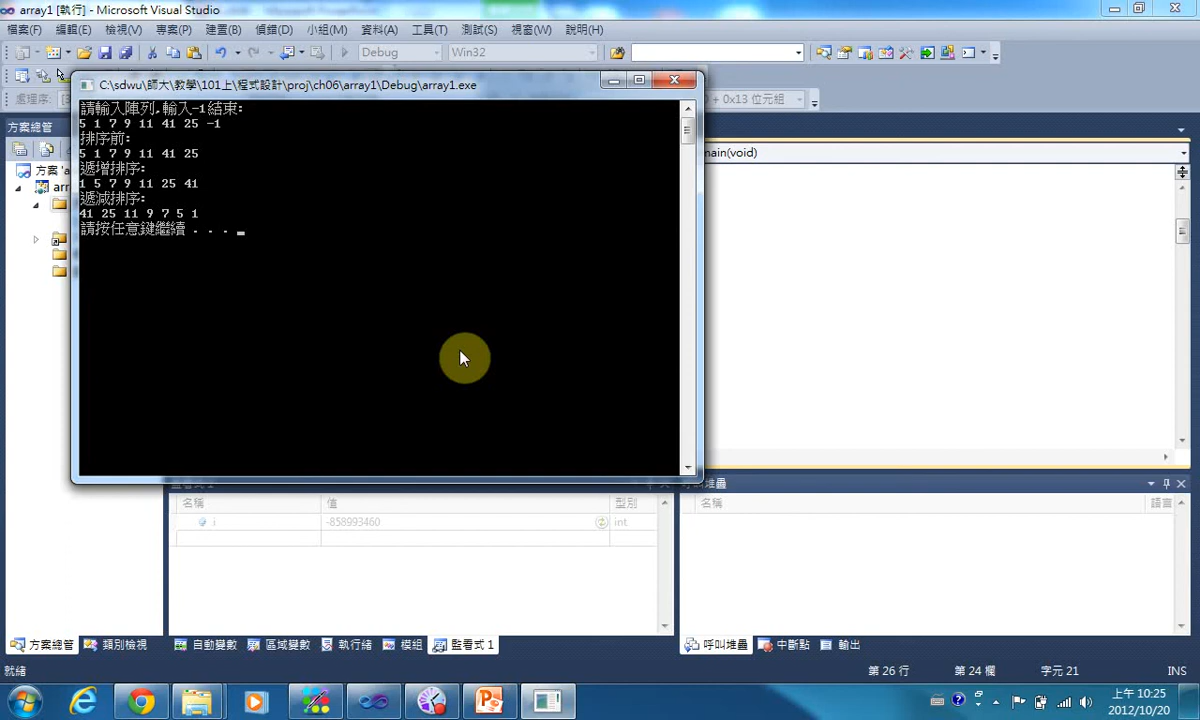 array1 [執行] - Microsoft Visual Studio
檔案(F) 編輯(E) 檢視(V) 專案(P) 建置(B) 偵錯(D) 小組(M) 資料(A) 工具(T) 測試(S) 視窗(W) 說明(H)
Debug Win32
C:\sdwu\師大\教學\101上\程式設計\proj\ch06\array1\Debug\array1.exe
處理序: + 0x13 位元組
請輸入陣列,輸入-1結束:
5 1 7 9 11 41 25 -1
排序前:
5 1 7 9 11 41 25
遞增排序:
1 5 7 9 11 25 41
遞減排序:
41 25 11 9 7 5 1
請按任意鍵繼續 . . . _
方案總管
main(void)
方案
呼叫堆疊
名稱 值 型別
i -858993460 int
名稱 語言
方案總管 類別檢視 自動變數 區域變數 執行緒 模組 監看式 1 呼叫堆疊 中斷點 輸出
就緒 第 26 行 第 24 欄 字元 21 INS
上午 10:25
2012/10/20